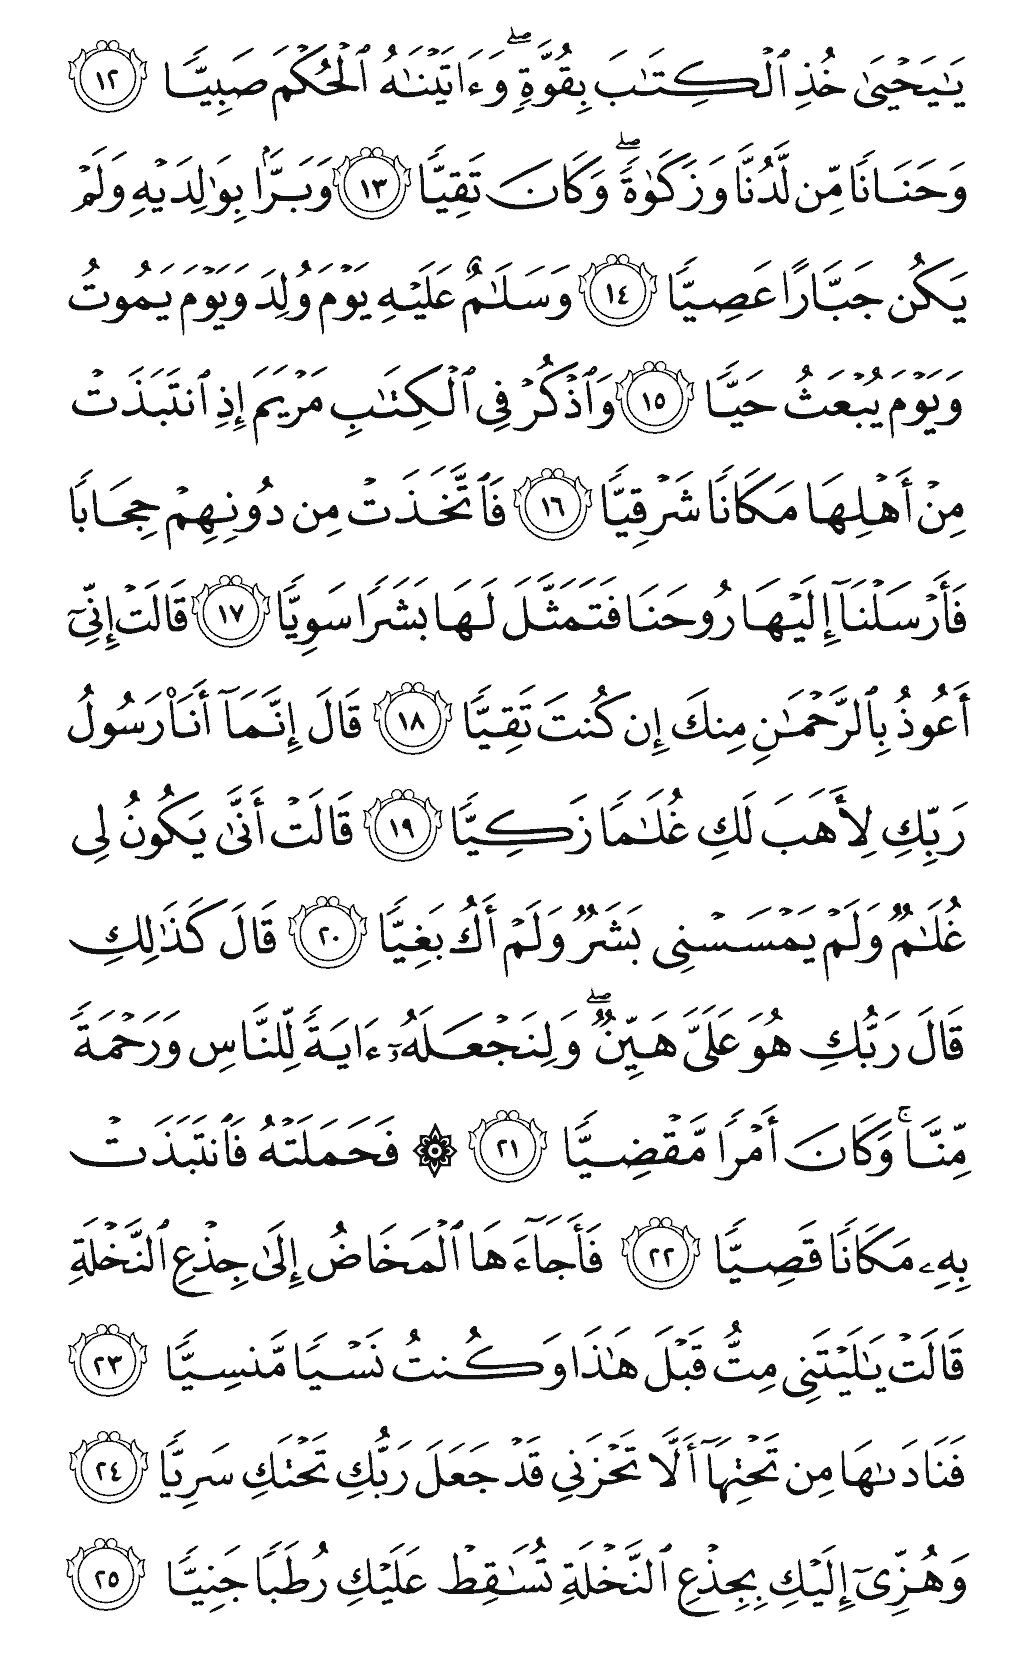 يَٰيَحْيَىٰ خُذِ ٱلْكِتَٰبَ بِقُوَّةٍۖ وَءَاتَيْنَٰهُ ٱلْحُكْمَ صَبِيًّا ١٢
وَحَنَانًا مِّن لَّدُنَّا وَزَكَوٰةًۖ وَكَانَ تَقِيًّا ١٣ وَبَرًّۢا بِوَٰلِدَيْهِ وَلَمْ
يَكُن جَبَّارًا عَصِيًّا ١٤ وَسَلَٰمٌ عَلَيْهِ يَوْمَ وُلِدَ وَيَوْمَ يَمُوتُ
وَيَوْمَ يُبْعَثُ حَيًّا ١٥ وَٱذْكُرْ فِى ٱلْكِتَٰبِ مَرْيَمَ إِذِ ٱنتَبَذَتْ
مِنْ أَهْلِهَا مَكَانًا شَرْقِيًّا ١٦ فَٱتَّخَذَتْ مِن دُونِهِمْ حِجَابًا
فَأَرْسَلْنَآ إِلَيْهَا رُوحَنَا فَتَمَثَّلَ لَهَا بَشَرًا سَوِيًّا ١٧ قَالَتْ إِنِّىٓ
أَعُوذُ بِٱلرَّحْمَٰنِ مِنكَ إِن كُنتَ تَقِيًّا ١٨ قَالَ إِنَّمَآ أَنَا۠ رَسُولُ
رَبِّكِ لِأَهَبَ لَكِ غُلَٰمًا زَكِيًّا ١٩ قَالَتْ أَنَّىٰ يَكُونُ لِى
غُلَٰمٌ وَلَمْ يَمْسَسْنِى بَشَرٌ وَلَمْ أَكُ بَغِيًّا ٢٠ قَالَ كَذَٰلِكِ
قَالَ رَبُّكِ هُوَ عَلَىَّ هَيِّنٌۖ وَلِنَجْعَلَهُۥٓ ءَايَةً لِّلنَّاسِ وَرَحْمَةً
مِّنَّاۚ وَكَانَ أَمْرًا مَّقْضِيًّا ٢١ ۞ فَحَمَلَتْهُ فَٱنتَبَذَتْ
بِهِۦ مَكَانًا قَصِيًّا ٢٢ فَأَجَآءَهَا ٱلْمَخَاضُ إِلَىٰ جِذْعِ ٱلنَّخْلَةِ
قَالَتْ يَٰلَيْتَنِى مِتُّ قَبْلَ هَٰذَا وَكُنتُ نَسْيًا مَّنسِيًّا ٢٣
فَنَادَىٰهَا مِن تَحْتِهَآ أَلَّا تَحْزَنِى قَدْ جَعَلَ رَبُّكِ تَحْتَكِ سَرِيًّا ٢٤
وَهُزِّىٓ إِلَيْكِ بِجِذْعِ ٱلنَّخْلَةِ تُسَٰقِطْ عَلَيْكِ رُطَبًا جَنِيًّا ٢٥